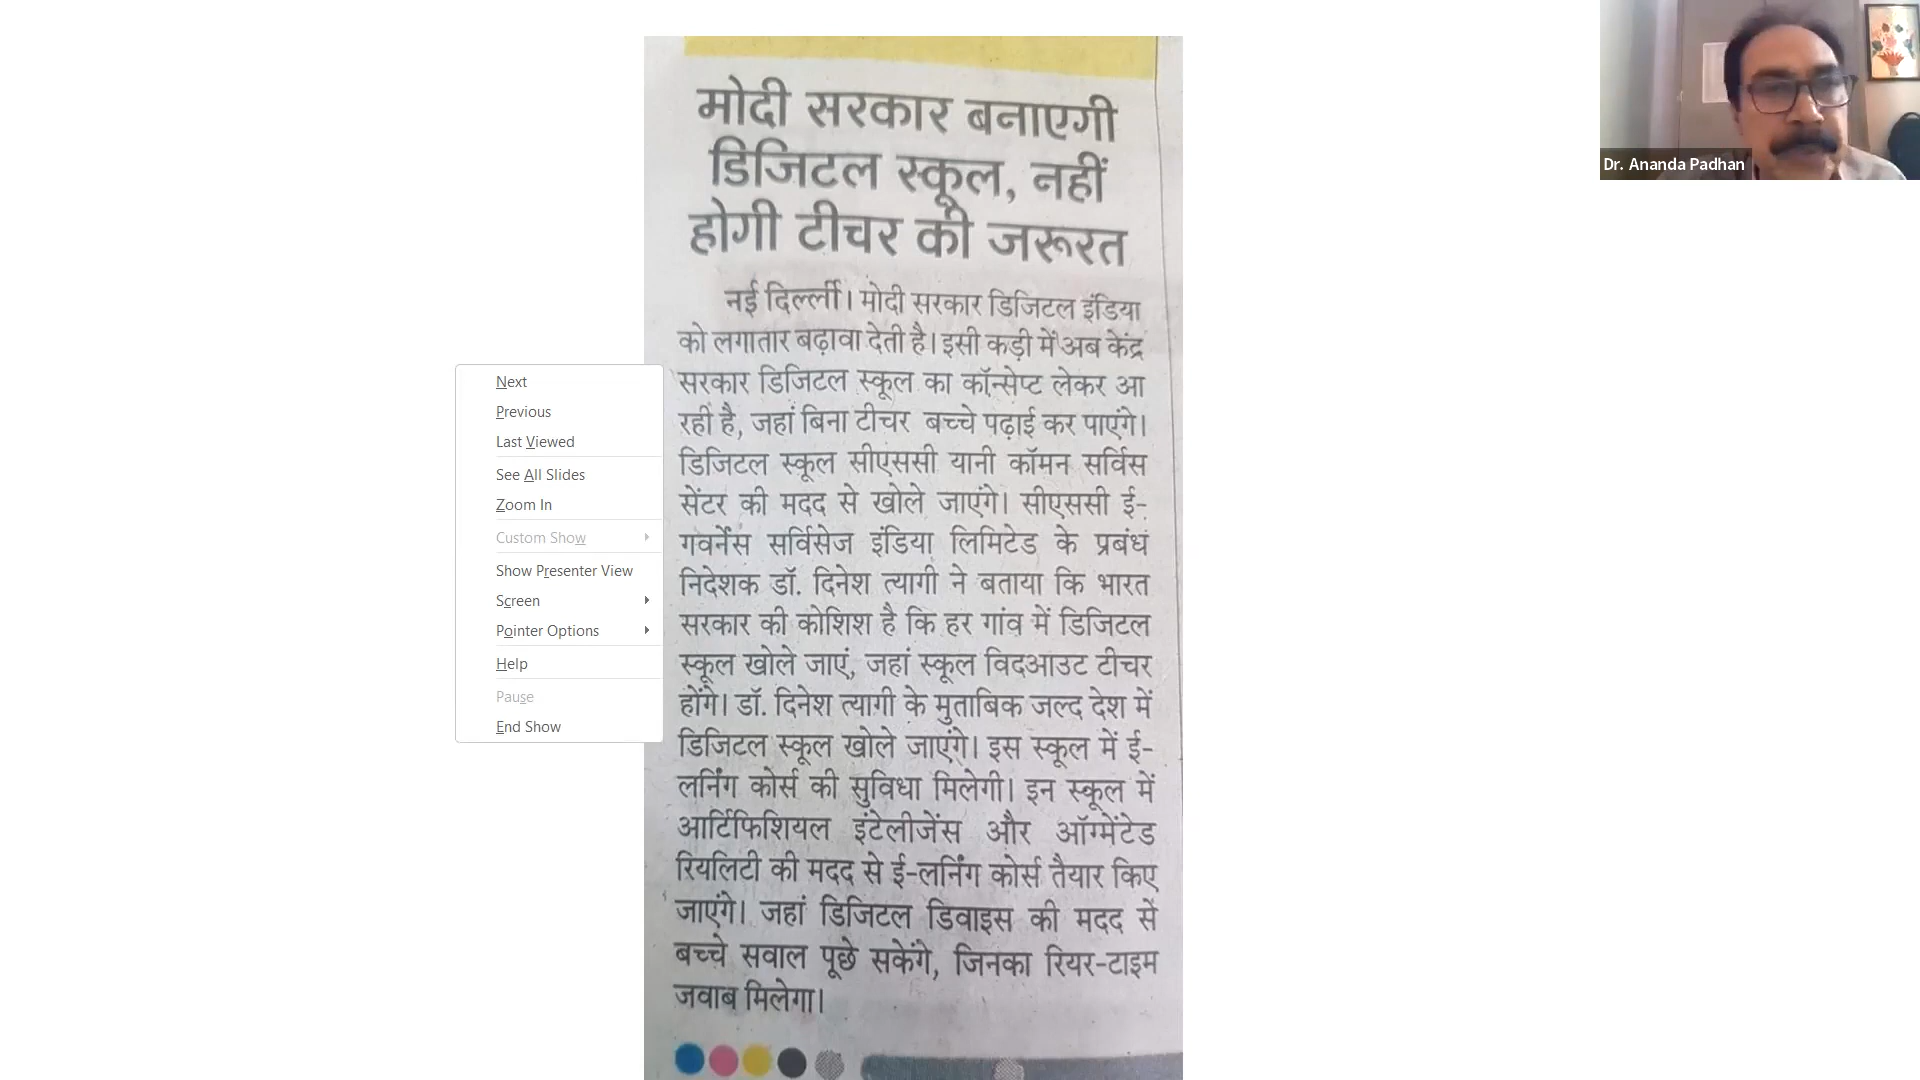 मोदी सरकार बनाएगी
डिजिटल स्कूल, नहीं
होगी टीचर की जरूरत
नई दिर्ल्ली। मोदी सरकार डिजिटल इंडिया
को लगातार बढ़ावा देती है। इसी कड़ी में अब केंद्र
सरकार डिजिटल स्कूल का कॉन्सेप्ट लेकर आ
रही है, जहां बिना टीचर बच्चे पढ़ाई कर पाएंगे।
डिजिटल स्कूल सीएससी यानी कॉमन सर्विस
सेंटर की मदद से खोले जाएंगे। सीएससी ई-
गवर्नेंस सर्विसेज इंडिया लिमिटेड के प्रबंध
निदेशक डॉ. दिनेश त्यागी ने बताया कि भारत
सरकार की कोशिश है कि हर गांव में डिजिटल
स्कूल खोले जाएं, जहां स्कूल विदआउट टीचर
होंगे। डॉ. दिनेश त्यागी के मुताबिक जल्द देश में
डिजिटल स्कूल खोले जाएंगे। इस स्कूल में ई-
लर्निंग कोर्स की सुविधा मिलेगी। इन स्कूल में
आर्टिफिशियल इंटेलीजेंस और ऑग्मेंटेड
रियलिटी की मदद से ई-लर्निंग कोर्स तैयार किए
जाएंगे। जहां डिजिटल डिवाइस की मदद से
बच्चे सवाल पूछे सकेंगे, जिनका रियर-टाइम
जवाब मिलेगा।
Next
Previous
Last Viewed
See All Slides
Zoom In
Custom Show
Show Presenter View
Screen
Pointer Options
Help
Pause
End Show
Dr. Ananda Padhan